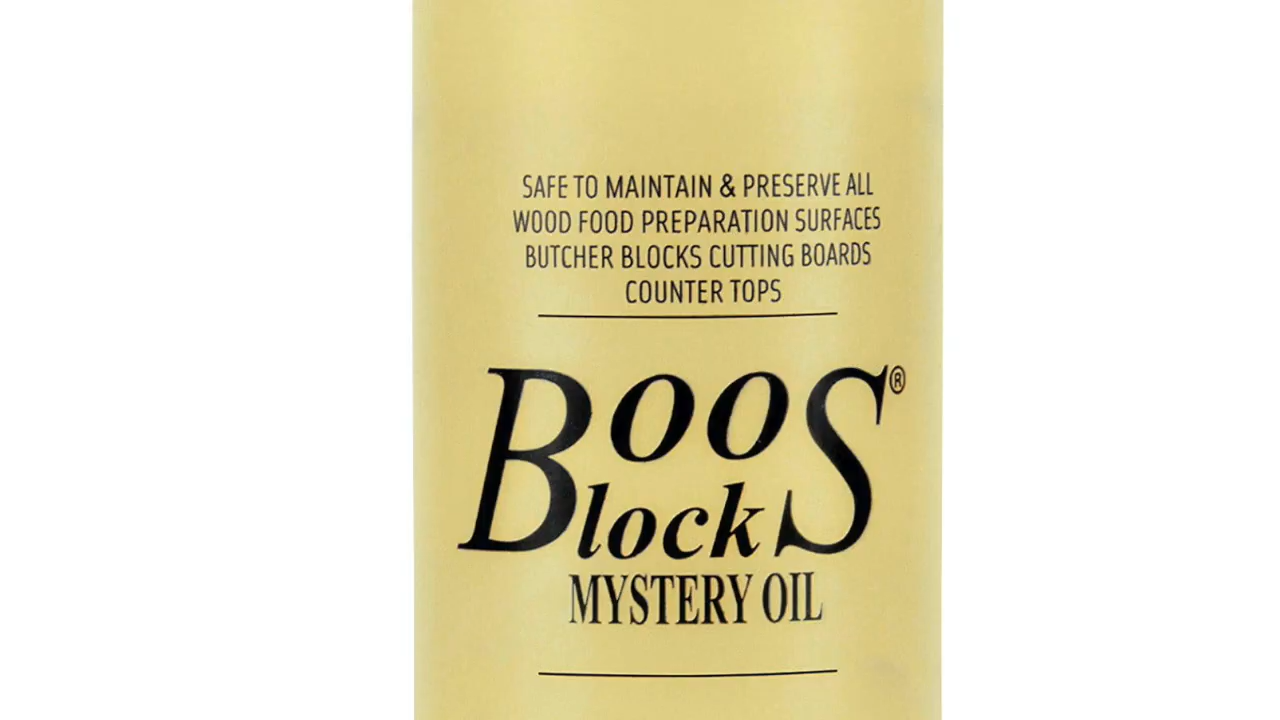 SAFE TO MAINTAIN & PRESERVE ALL
WOOD FOOD PREPARATION SURFACES
BUTCHER BLOCKS CUTTING BOARDS
COUNTER TOPS
BOOS®
Block
MYSTERY OIL